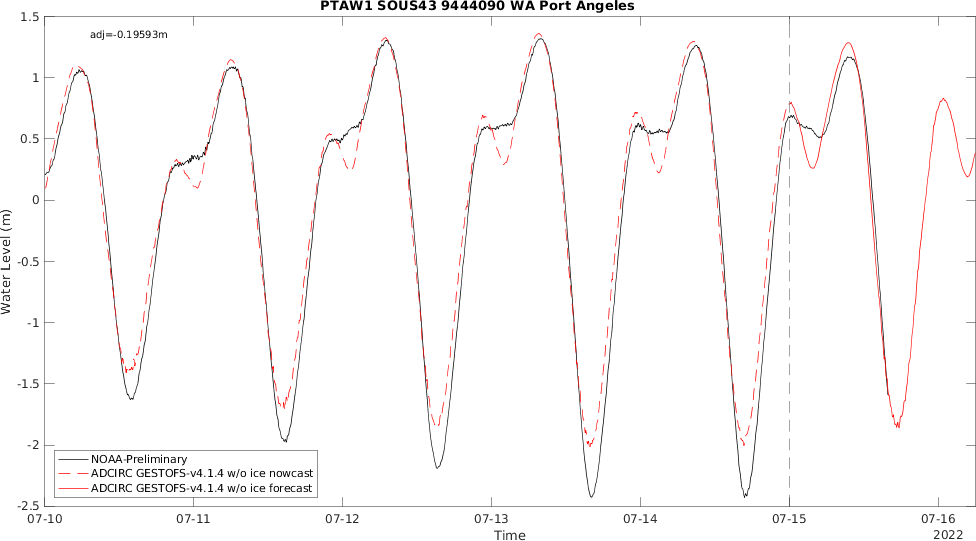 PTAW1 SOUS43 9444090 WA Port Angeles
adj=-0.19593m
1.5
1
0.5
0
-0.5
-1
-1.5
-2
-2.5
Water Level (m)
NOAA-Preliminary
ADCIRC GESTOFS-v4.1.4 w/o ice nowcast
ADCIRC GESTOFS-v4.1.4 w/o ice forecast
07-10 07-11 07-12 07-13 07-14 07-15 07-16
Time
2022